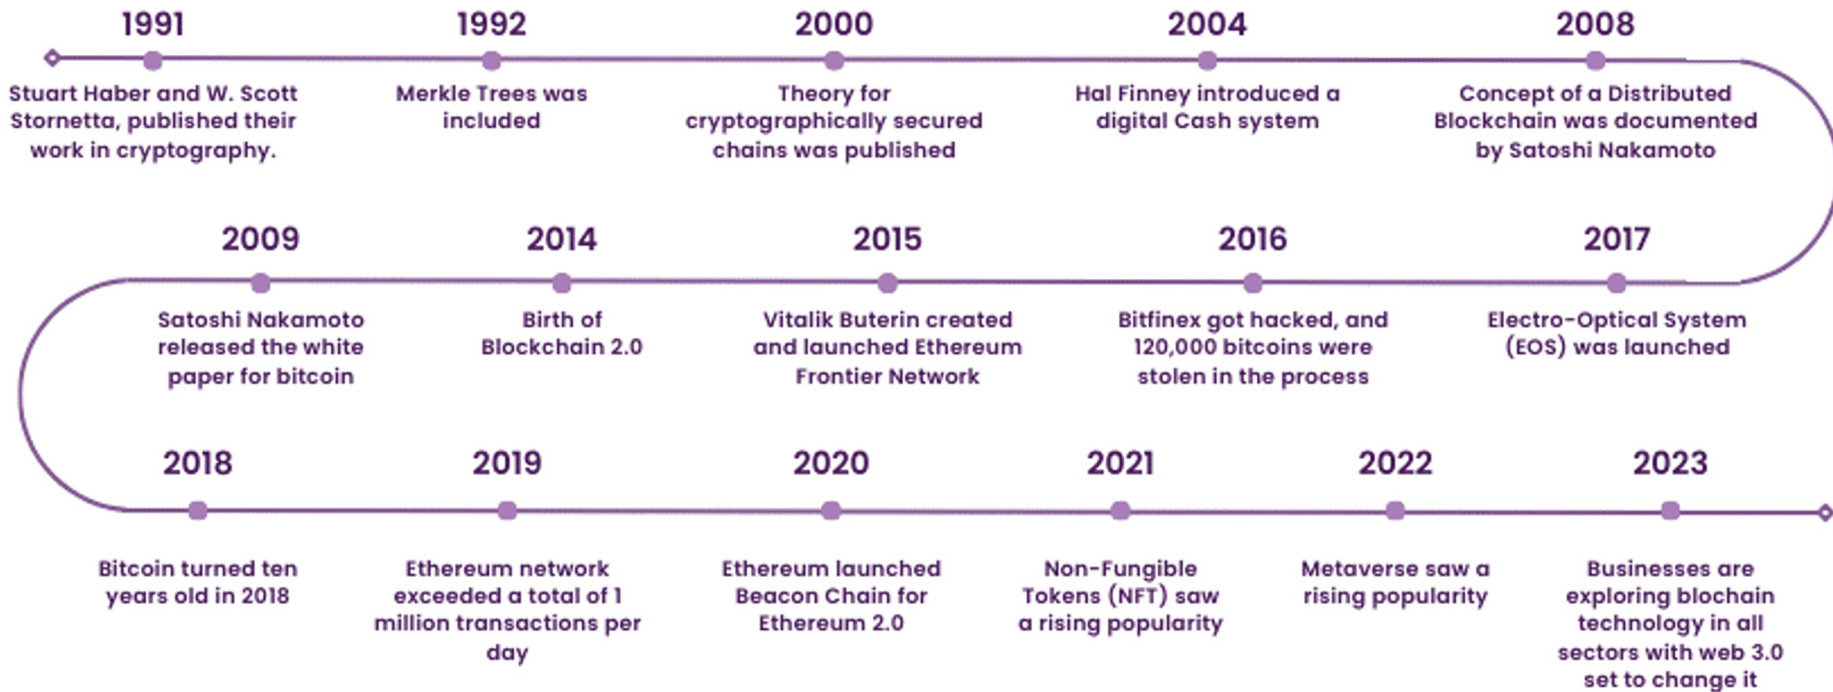 1991
Stuart Haber and W. Scott
Stornetta, published their
work in cryptography.
1992
Merkle Trees was
included
2000
Theory for
cryptographically secured
chains was published
2004
Hal Finney introduced a
digital Cash system
2008
Concept of a Distributed
Blockchain was documented
by Satoshi Nakamoto
2009
Satoshi Nakamoto
released the white
paper for bitcoin
2014
Birth of
Blockchain 2.0
2015
Vitalik Buterin created
and launched Ethereum
Frontier Network
2016
Bitfinex got hacked, and
120,000 bitcoins were
stolen in the process
2017
Electro-Optical System
(EOS) was launched
2018
Bitcoin turned ten
years old in 2018
2019
Ethereum network
exceeded a total of 1
million transactions per
day
2020
Ethereum launched
Beacon Chain for
Ethereum 2.0
2021
Non-Fungible
Tokens (NFT) saw
a rising popularity
2022
Metaverse saw a
rising popularity
2023
Businesses are
exploring blochain
technology in all
sectors with web 3.0
set to change it